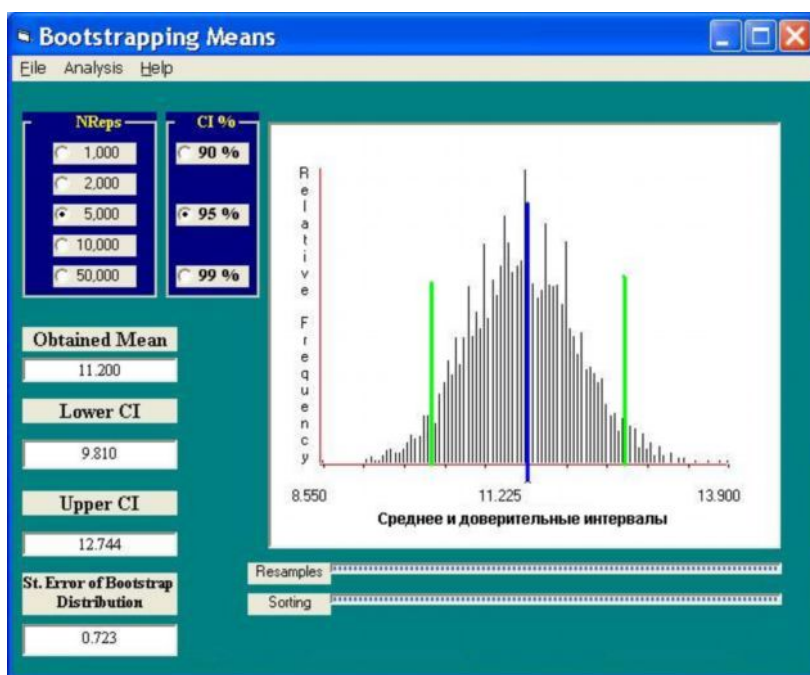 Bootstrapping Means
File Analysis Help
NReps
1,000
2,000
5,000
10,000
50,000
CI %
90 %
95 %
99 %
Obtained Mean
11.200
Lower CI
9.810
Upper CI
12.744
St. Error of Bootstrap
Distribution
0.723
Relative Frequency
8.550 11.225 13.900
Среднее и доверительные интервалы
Resamples
Sorting